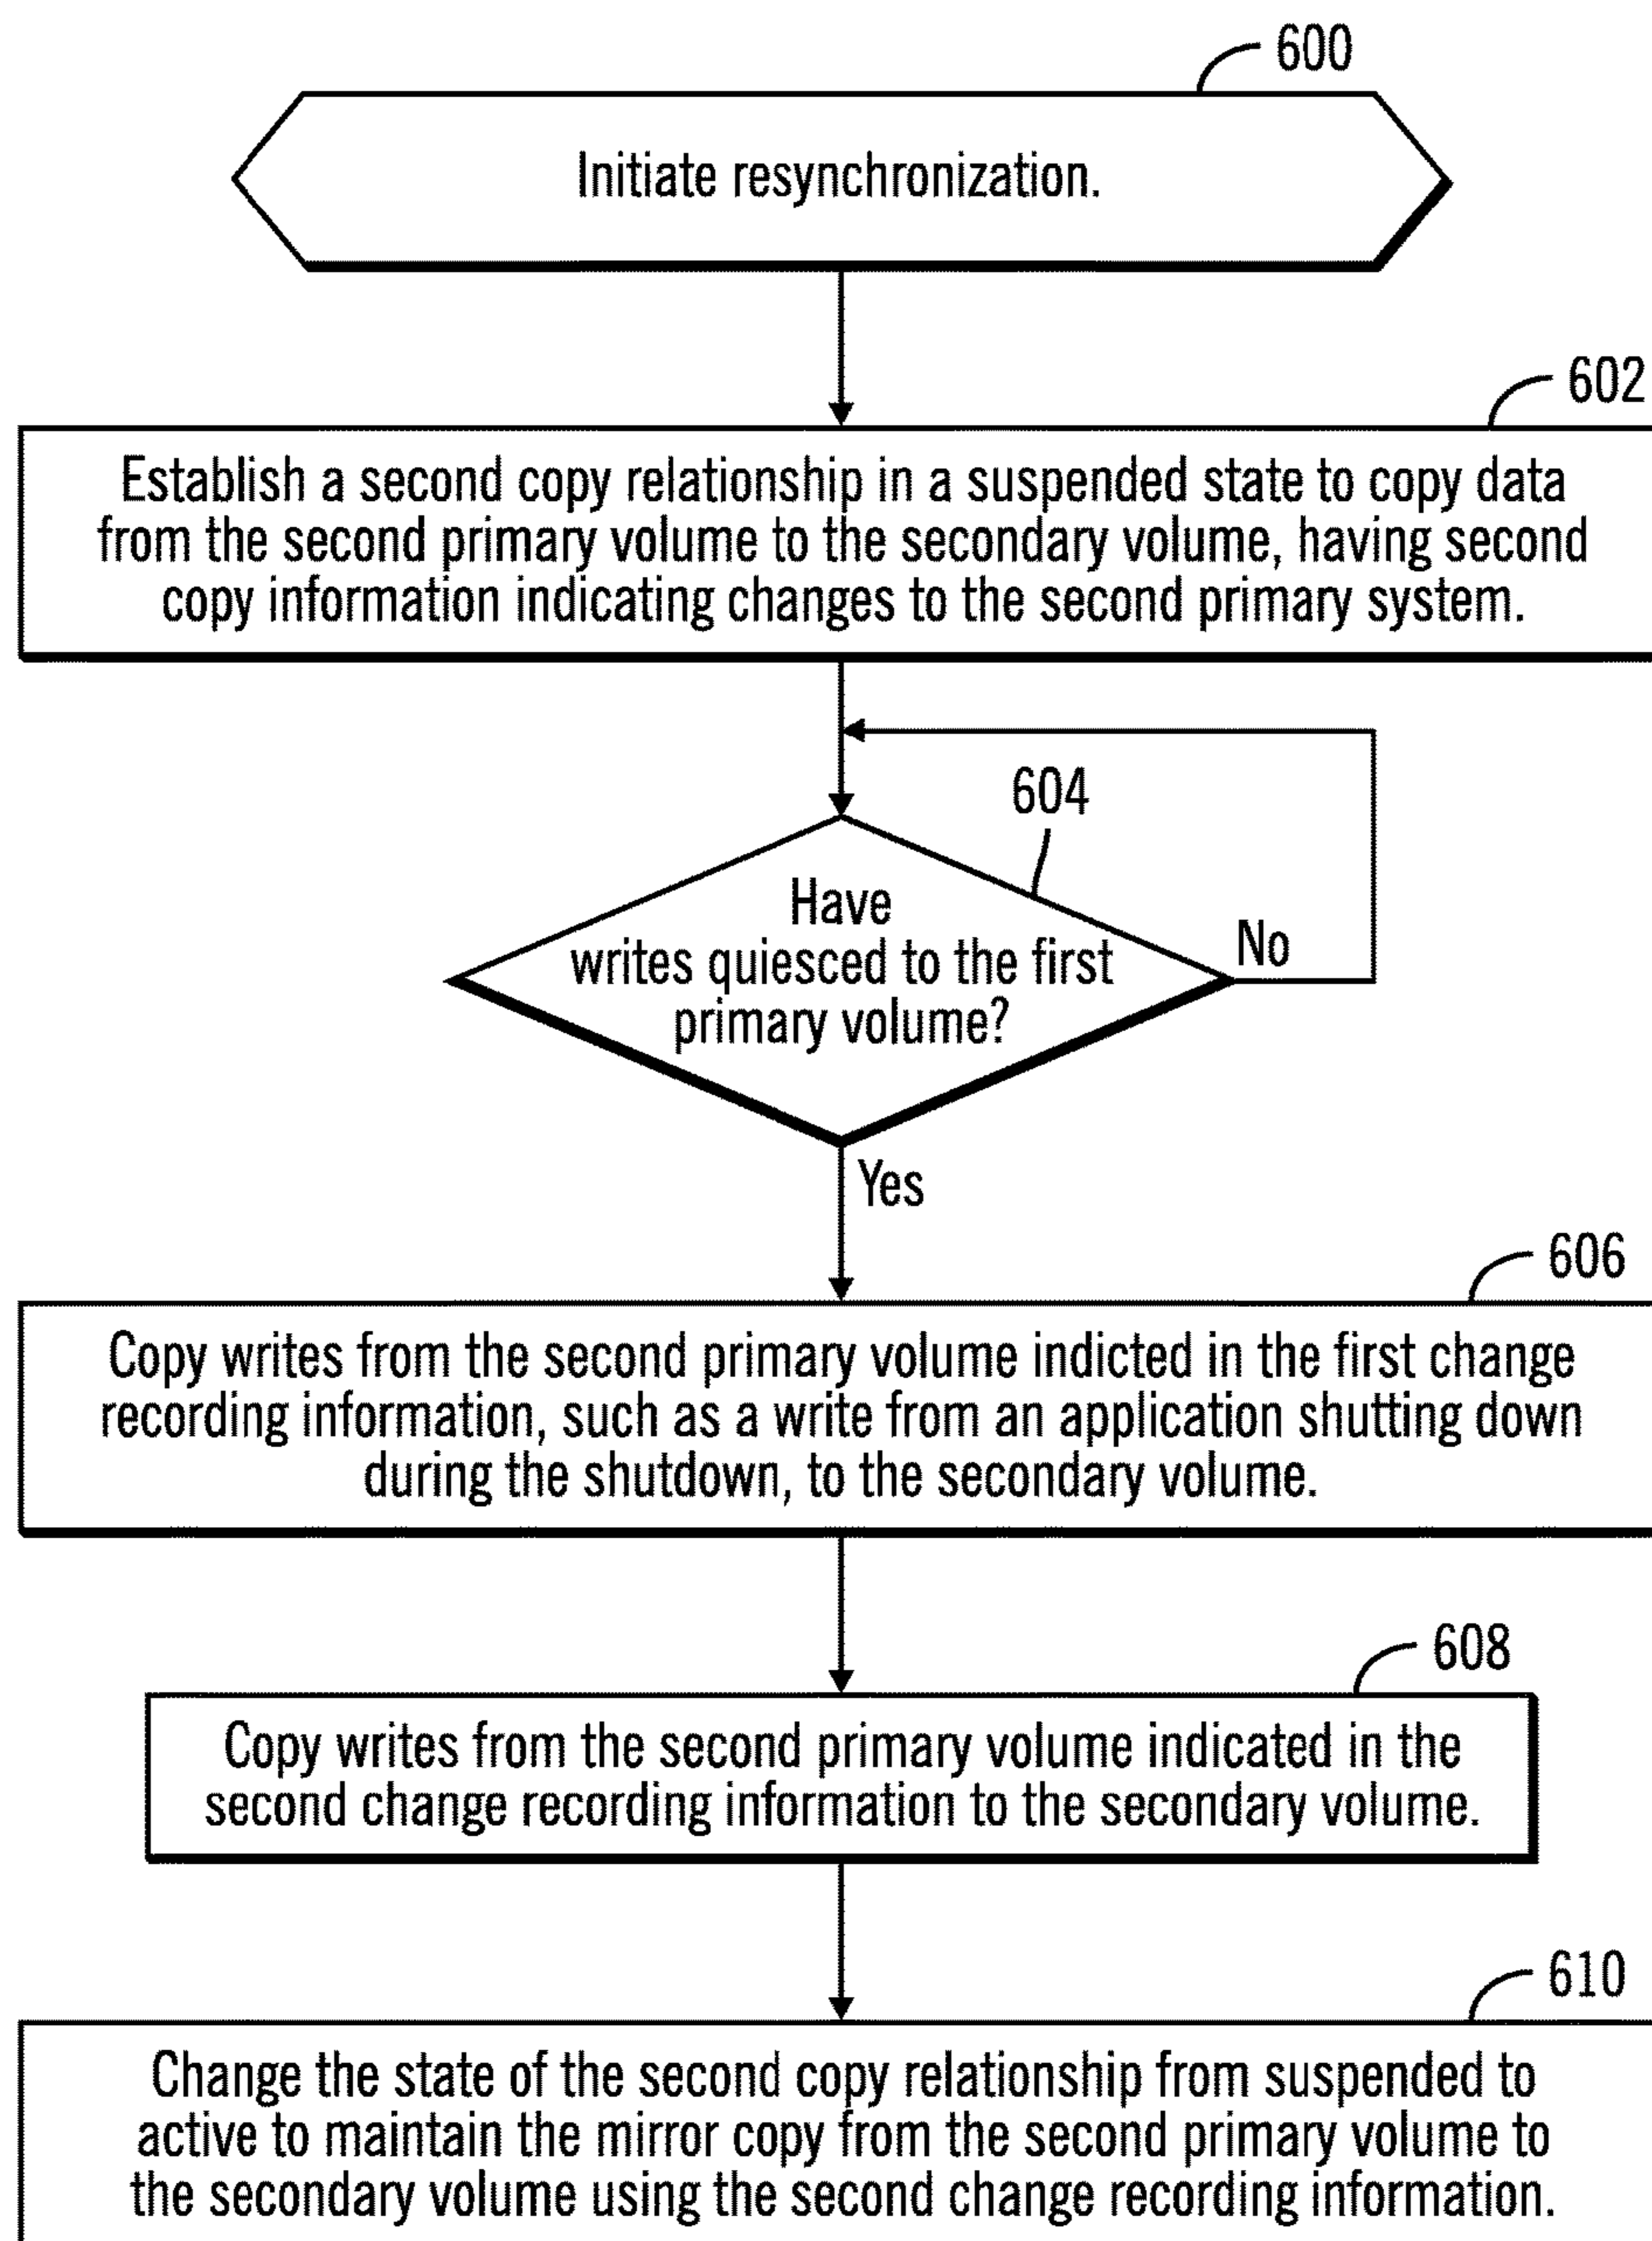 600
Initiate resynchronization.
602
Establish a second copy relationship in a suspended state to copy data
from the second primary volume to the secondary volume, having second
copy information indicating changes to the second primary system.
604
Have
writes quiesced to the first
primary volume?
No
Yes
606
Copy writes from the second primary volume indicted in the first change
recording information, such as a write from an application shutting down
during the shutdown, to the secondary volume.
608
Copy writes from the second primary volume indicated in the
second change recording information to the secondary volume.
610
Change the state of the second copy relationship from suspended to
active to maintain the mirror copy from the second primary volume to
the secondary volume using the second change recording information.